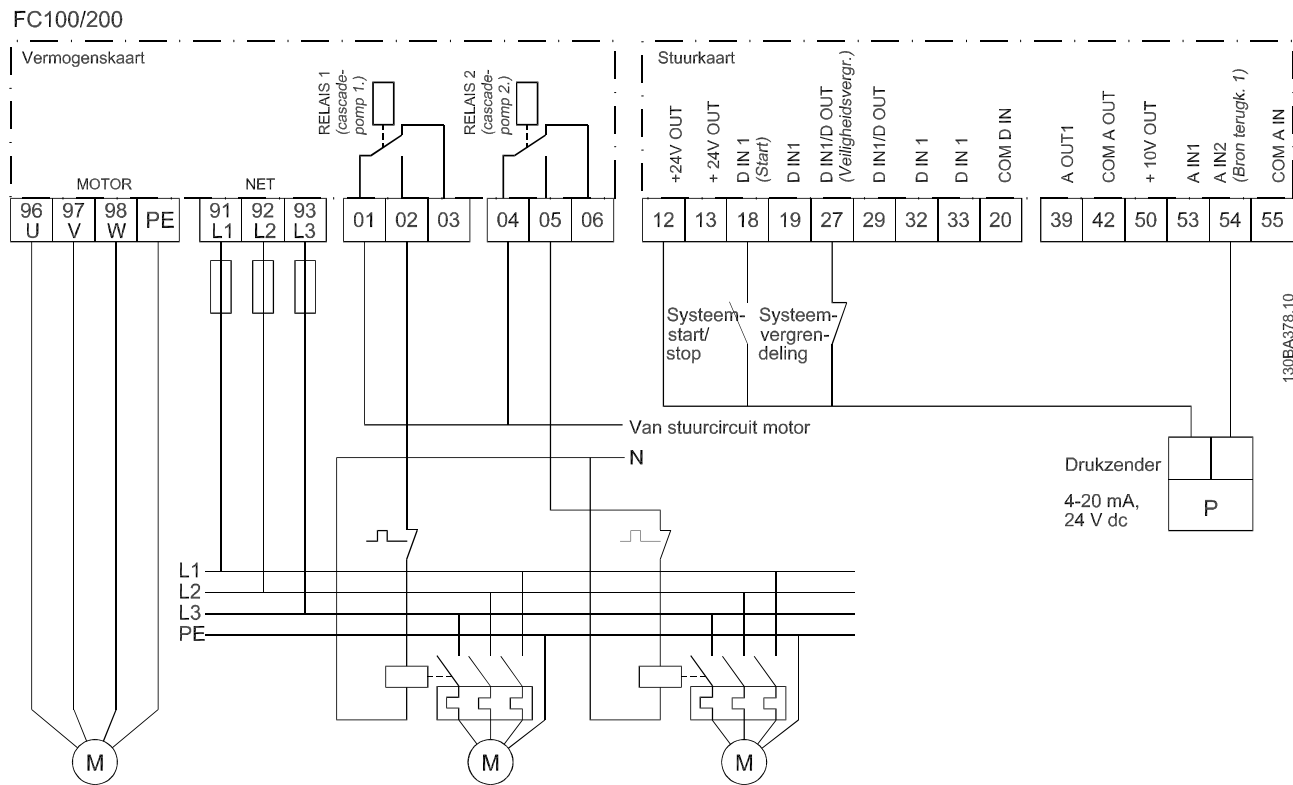 FC100/200
Vermogenskaart
Stuurkaart
RELAIS 1
(cascade-
pomp 1.)
RELAIS 2
(cascade-
pomp 2.)
+24V OUT
+ 24V OUT
D IN 1
(Start)
D IN1
D IN1/D OUT
(Veiligheidsvergr.)
D IN1/D OUT
D IN 1
D IN 1
COM D IN
A OUT1
COM A OUT
+ 10V OUT
A IN1
A IN2
(Bron terugk. 1)
COM A IN
MOTOR
NET
96 97 98 PE 91 92 93 01 02 03 04 05 06 12 13 18 19 27 29 32 33 20 39 42 50 53 54 55
U V W L1 L2 L3
Systeem-
start/
stop
Systeem-
vergren-
deling
130BA378.10
Van stuurcircuit motor
N
Drukzender
4-20 mA,
24 V dc
P
L1
L2
L3
PE
M M M